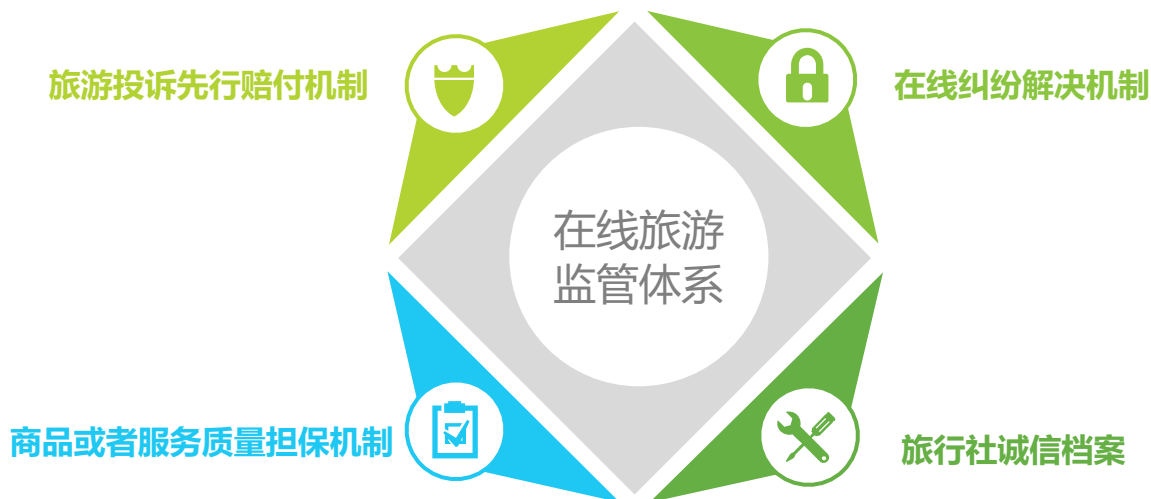 旅游投诉先行赔付机制
在线纠纷解决机制
在线旅游
监管体系
商品或者服务质量担保机制
旅行社诚信档案